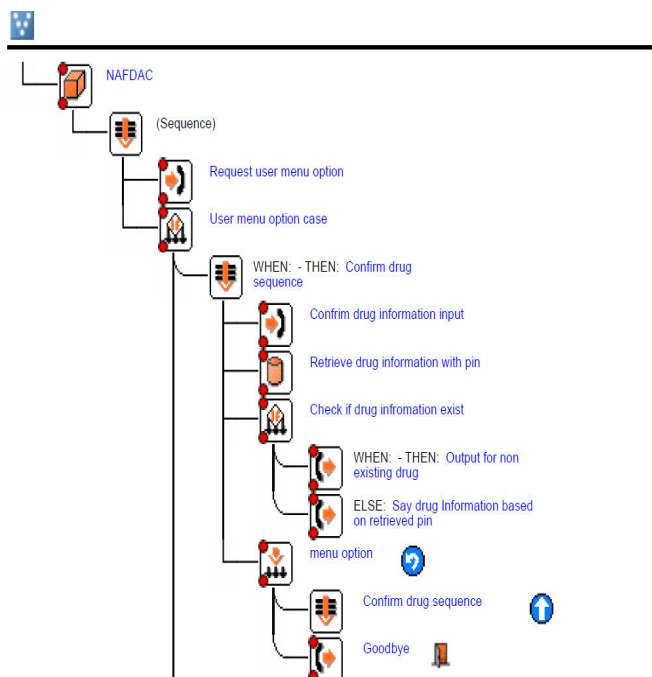 NAFDAC
(Sequence)
Request user menu option
User menu option case
WHEN: - THEN: Confirm drug
sequence
Confrim drug information input
Retrieve drug information with pin
Check if drug infromation exist
WHEN: - THEN: Output for non
existing drug
ELSE: Say drug Information based
on retrieved pin
menu option
Confirm drug sequence
Goodbye